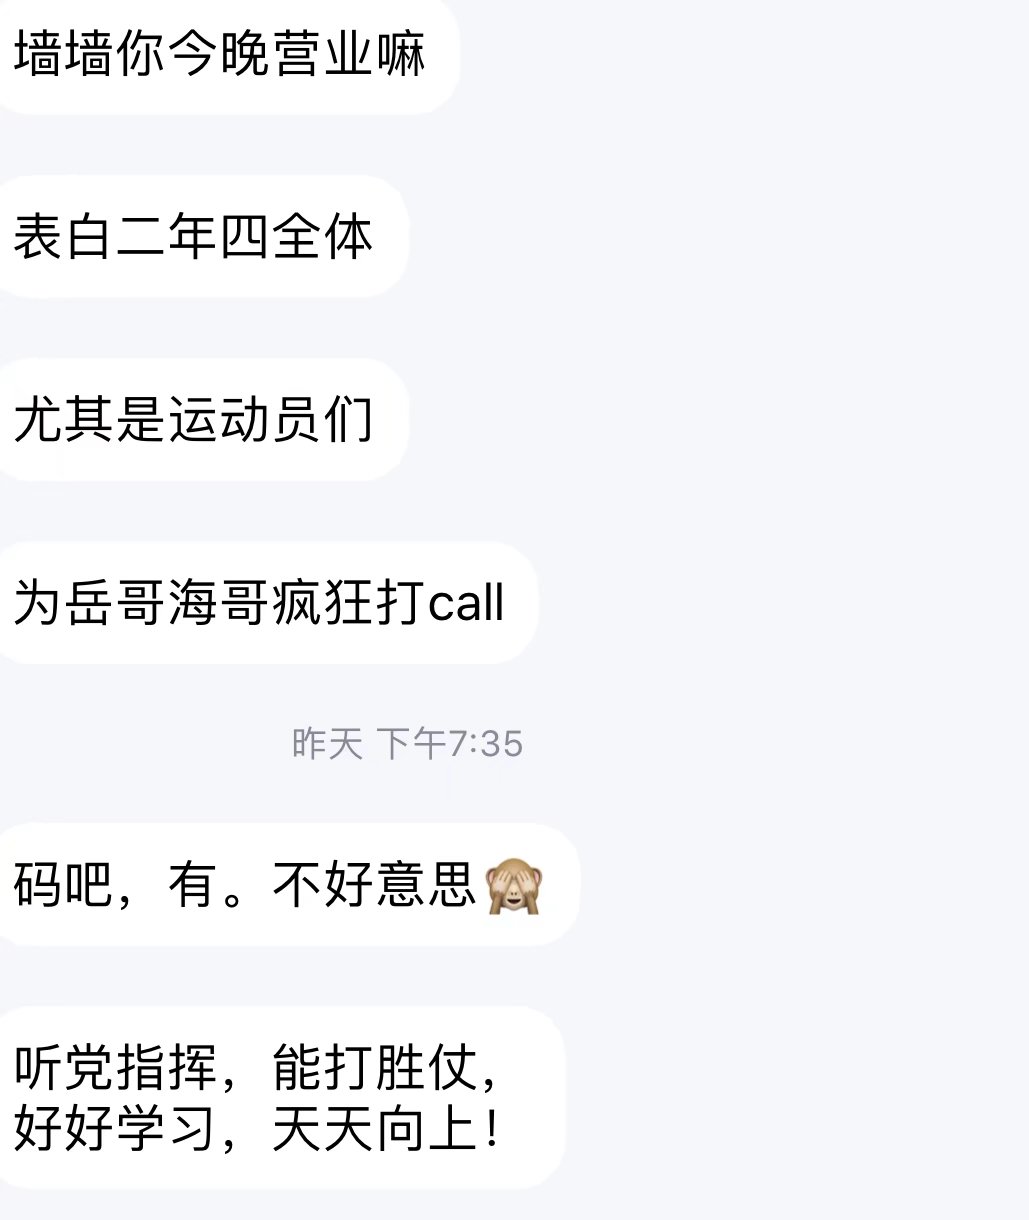 墙墙你今晚营业嘛
表白二年四全体
尤其是运动员们
为岳哥海哥疯狂打call
昨天 下午7:35
码吧，有。不好意思🙈
听党指挥，能打胜仗，
好好学习，天天向上！